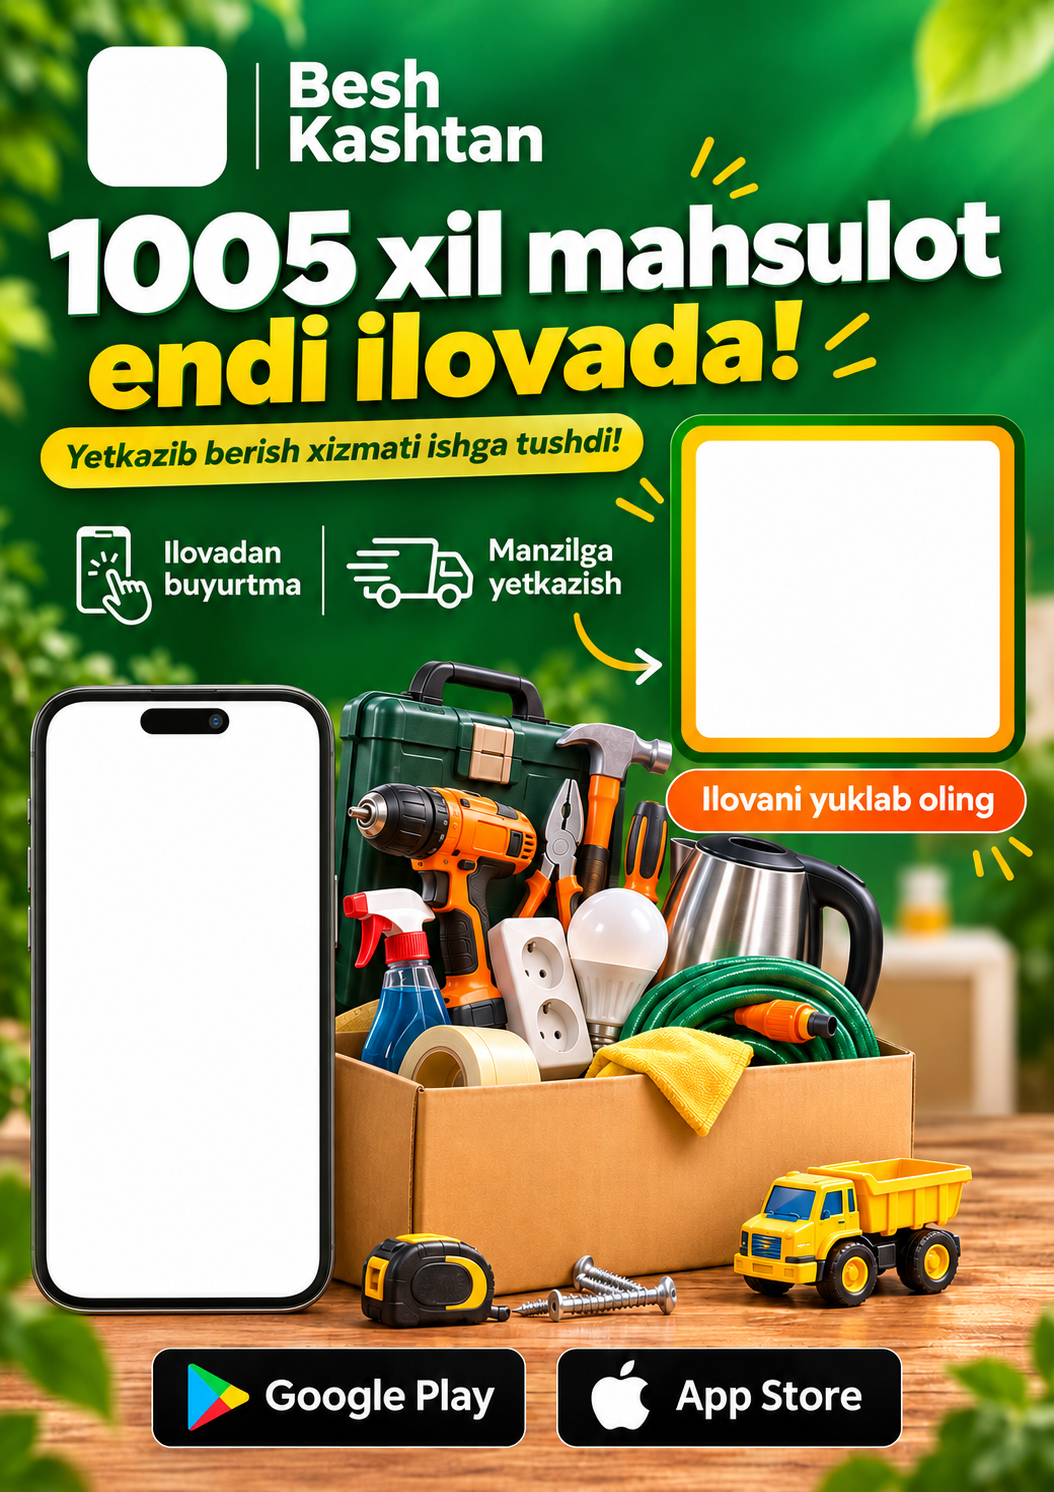 Besh
Kashtan
1005 xil mahsulot
endi ilovada!
Yetkazib berish xizmati ishga tushdi!
Ilovadan
buyurtma
Manzilga
yetkazish
Ilovani yuklab oling
Google Play
App Store